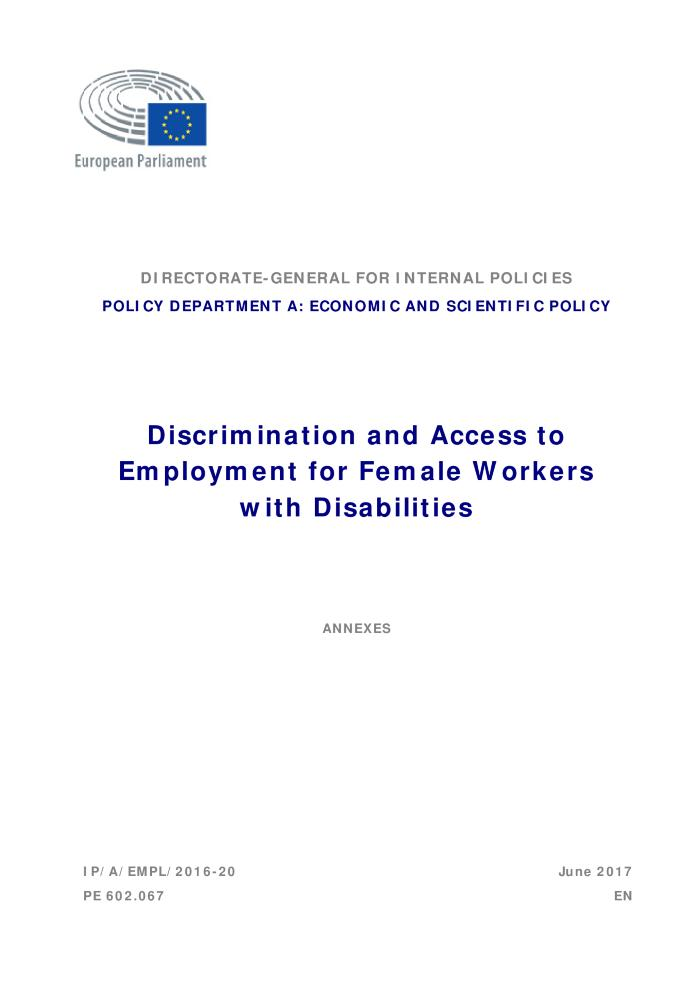 European Parliament
DIRECTORATE-GENERAL FOR INTERNAL POLICIES
POLICY DEPARTMENT A: ECONOMIC AND SCIENTIFIC POLICY
Discrimination and Access to
Employment for Female Workers
with Disabilities
ANNEXES
IP/A/EMPL/2016-20 June 2017
PE 602.067 EN